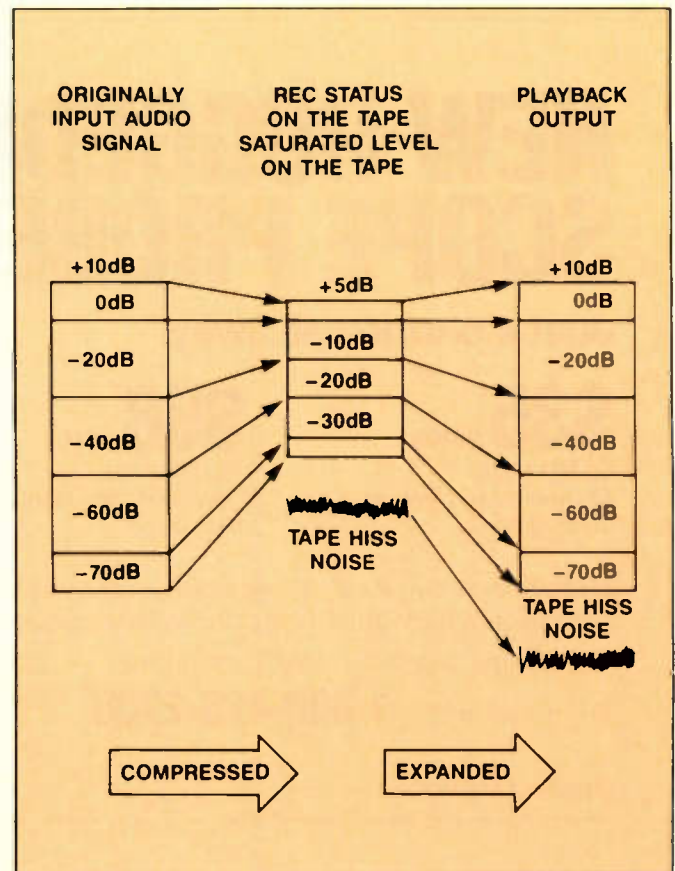 ORIGINALLY
INPUT AUDIO
SIGNAL
REC STATUS
ON THE TAPE
SATURATED LEVEL
ON THE TAPE
PLAYBACK
OUTPUT
+10dB
0dB
-20dB
-40dB
-60dB
-70dB
+5dB
-10dB
-20dB
-30dB
TAPE HISS
NOISE
+10dB
0dB
-20dB
-40dB
-60dB
-70dB
TAPE HISS
NOISE
COMPRESSED
EXPANDED